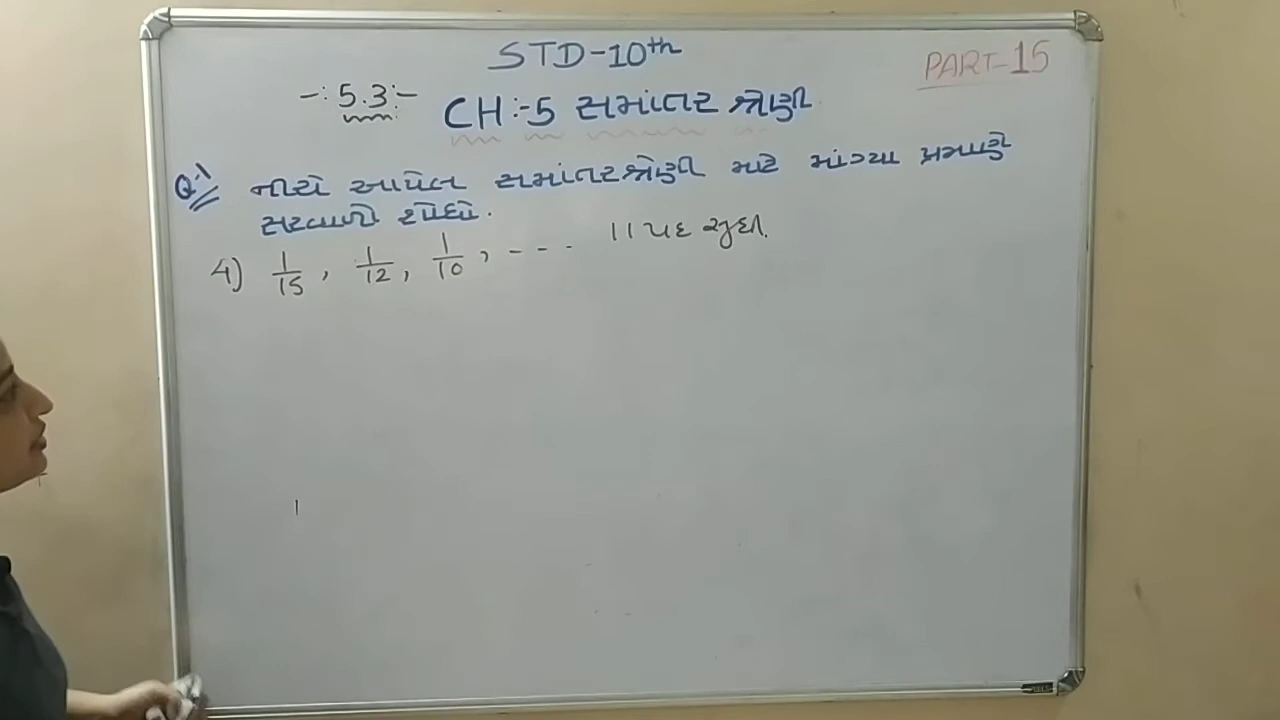 STD-10th
PART-15
-:5.3:-
CH:-5 સમાંતર શ્રેણી
Q:1 નીચે આપેલ સમાંતરશ્રેણી માટે માંગ્યા પ્રમાણે
સરવાળો શોધો.
4) 1/15, 1/12, 1/10, - - - . 11 પદ સુધી.